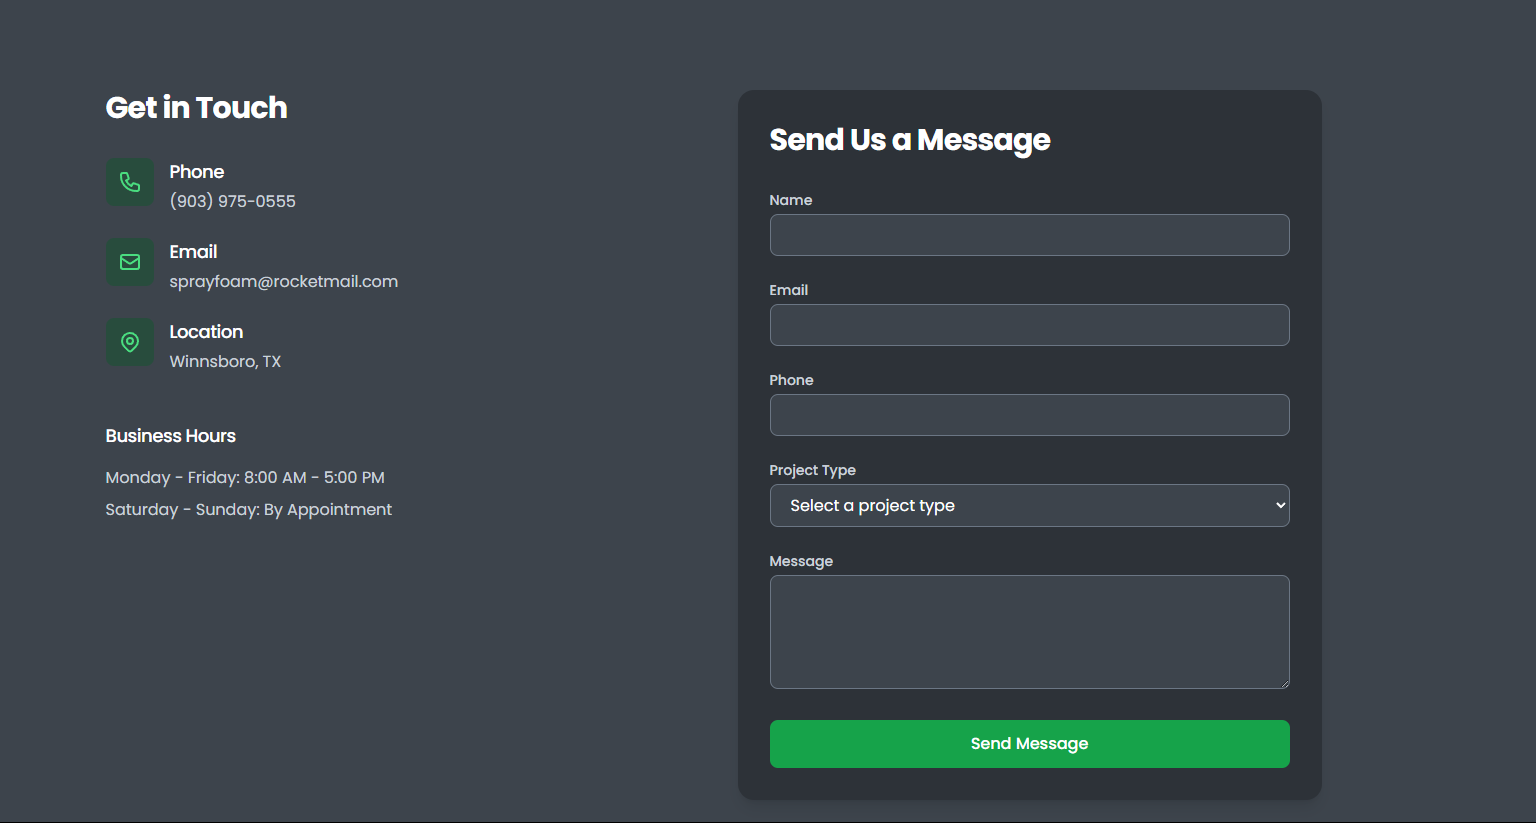 Get in Touch
Phone
(903) 975-0555
Email
sprayfoam@rocketmail.com
Location
Winnsboro, TX
Business Hours
Monday - Friday: 8:00 AM - 5:00 PM
Saturday - Sunday: By Appointment
Send Us a Message
Name
Email
Phone
Project Type
Select a project type
Message
Send Message